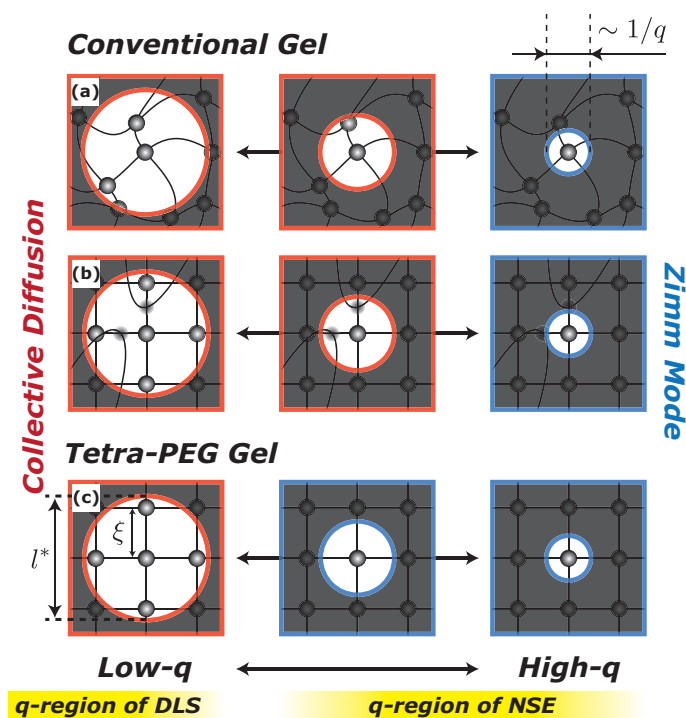 Conventional Gel
∼ 1/q
(a)
Collective Diffusion
(b)
Zimm Mode
Tetra-PEG Gel
(c)
l*
ξ
Low-q
High-q
q-region of DLS
q-region of NSE